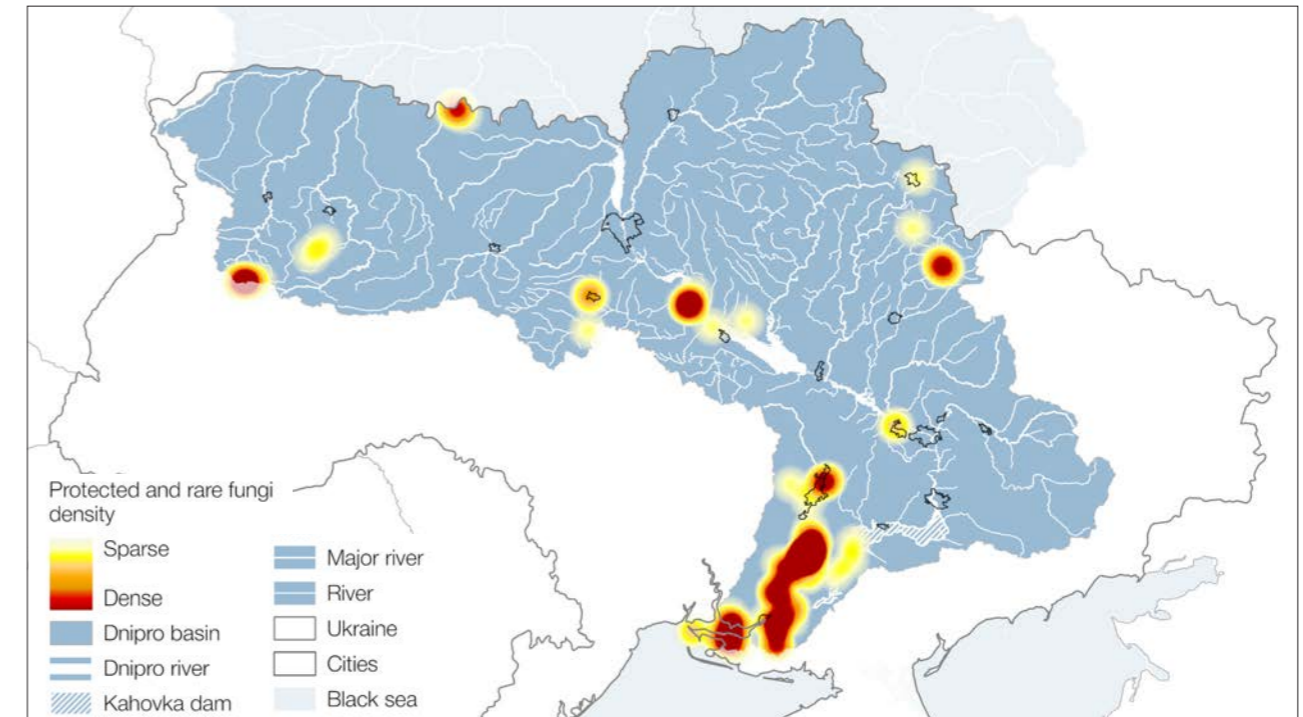 Protected and rare fungi
density
Sparse
Dense
Dnipro basin
Dnipro river
Kahovka dam
Major river
River
Ukraine
Cities
Black sea